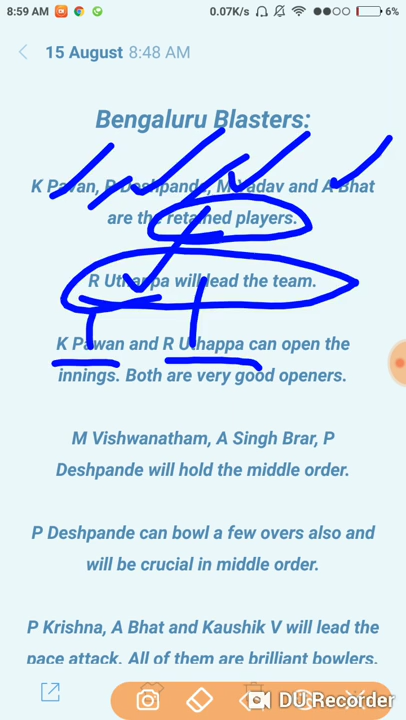 8:59 AM 0.07K/s 6%
15 August 8:48 AM
Bengaluru Blasters:
K Pavan, P Deshpande, M Yadav and A Bhat
are the retained players.
R Uthappa will lead the team.
K Pawan and R Uthappa can open the
innings. Both are very good openers.
M Vishwanatham, A Singh Brar, P
Deshpande will hold the middle order.
P Deshpande can bowl a few overs also and
will be crucial in middle order.
P Krishna, A Bhat and Kaushik V will lead the
pace attack. All of them are brilliant bowlers.
DU Recorder